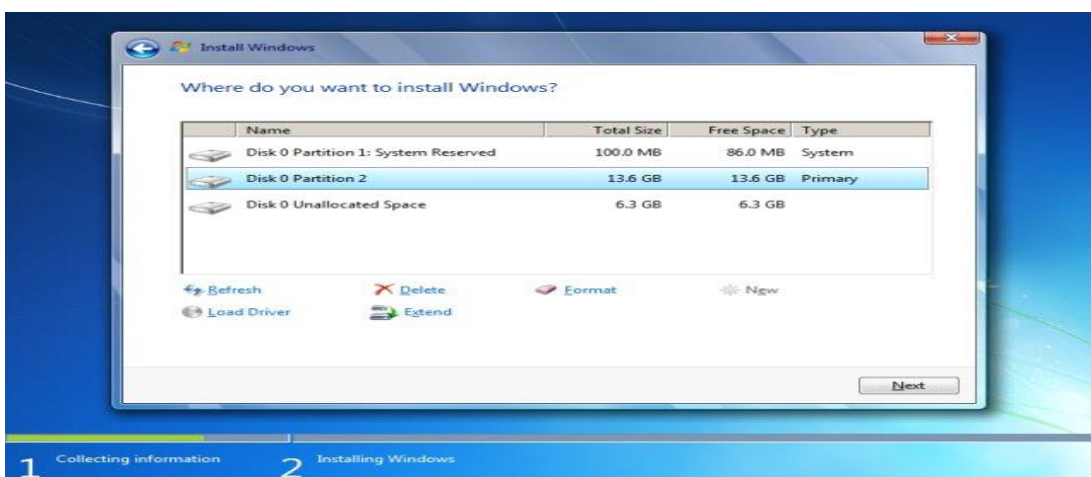 Install Windows
Where do you want to install Windows?
Name Total Size Free Space Type
Disk 0 Partition 1: System Reserved 100.0 MB 86.0 MB System
Disk 0 Partition 2 13.6 GB 13.6 GB Primary
Disk 0 Unallocated Space 6.3 GB 6.3 GB
Refresh Delete Format New
Load Driver Extend
Next
1 Collecting information 2 Installing Windows